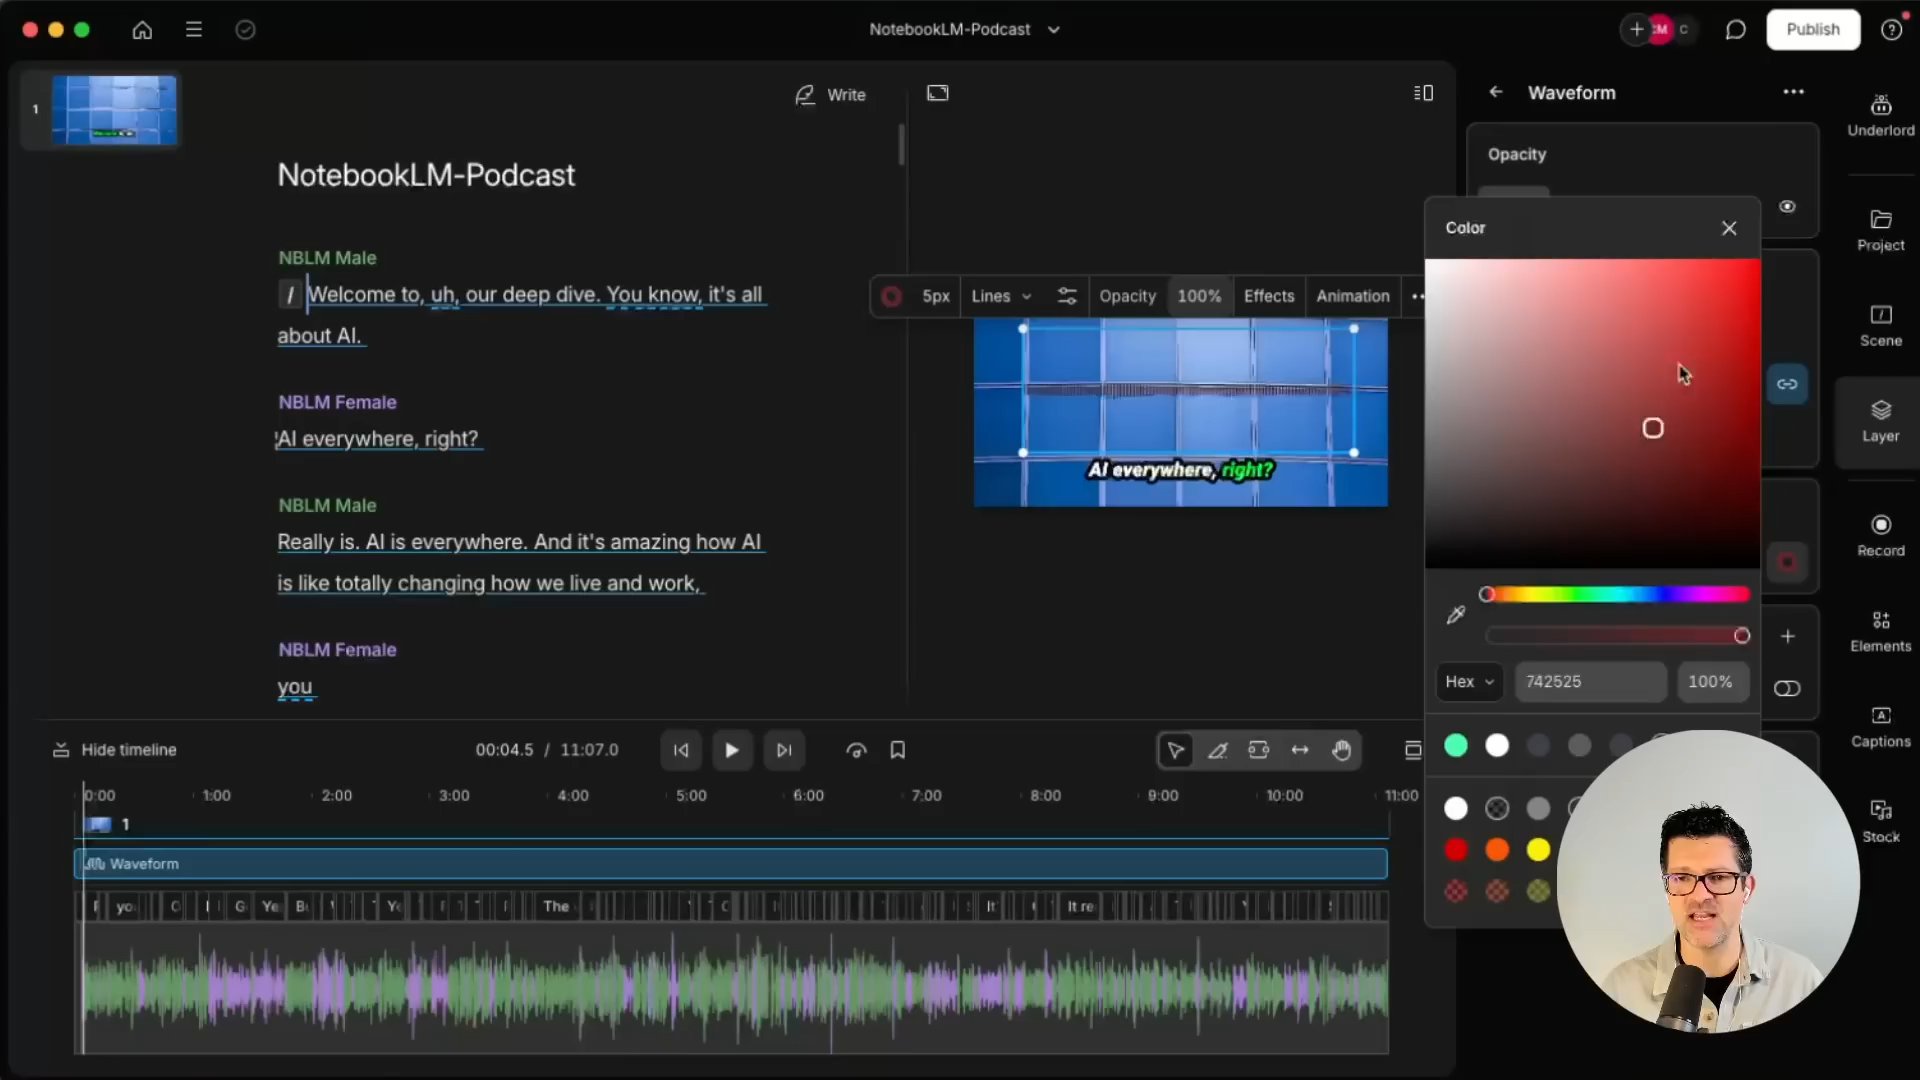 NotebookLM-Podcast
M
C
Publish
1
Write
Waveform
Underlord
Opacity
NotebookLM-Podcast
Color
Project
NBLM Male
/ Welcome to, uh, our deep dive. You know, it's all
about AI.
5px
Lines
Opacity
100%
Effects
Animation
Scene
NBLM Female
AI everywhere, right?
AI everywhere, right?
Layer
NBLM Male
Really is. AI is everywhere. And it's amazing how AI
is like totally changing how we live and work,
Record
NBLM Female
you
Elements
Hex
742525
100%
Hide timeline
00:04.5 / 11:07.0
Captions
0:00
1:00
2:00
3:00
4:00
5:00
6:00
7:00
8:00
9:00
10:00
11:00
1
Stock
Waveform
yo
G
Ye
The
It
It re